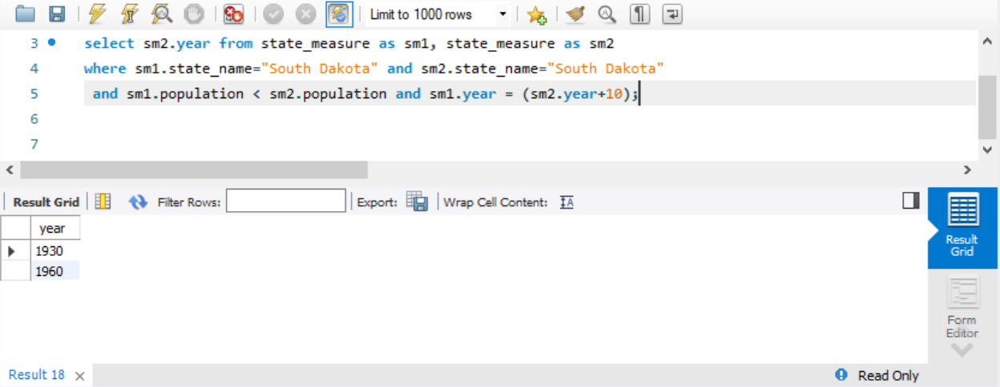 Limit to 1000 rows
3 select sm2.year from state_measure as sm1, state_measure as sm2
4 where sm1.state_name="South Dakota" and sm2.state_name="South Dakota"
5 and sm1.population < sm2.population and sm1.year = (sm2.year+10);
6
7
Result Grid Filter Rows: Export: Wrap Cell Content: IA
year
1930
1960
Result
Grid
Form
Editor
Result 18 × Read Only